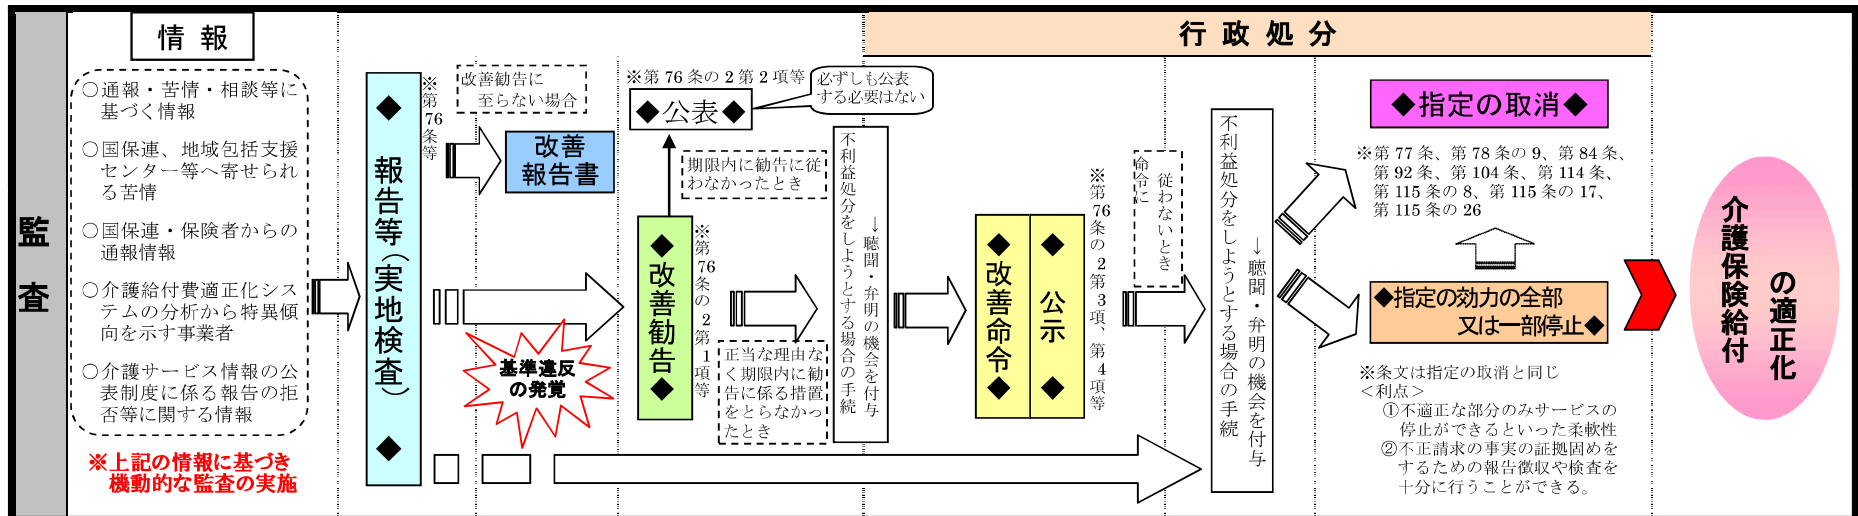 監査
情報
○通報・苦情・相談等に
基づく情報
○国保連、地域包括支援
センター等へ寄せられ
る苦情
○国保連・保険者からの
通報情報
○介護給付費適正化シス
テムの分析から特異傾
向を示す事業者
○介護サービス情報の公
表制度に係る報告の拒
否等に関する情報
※上記の情報に基づき
機動的な監査の実施
◆報告等（実地検査）◆
※第76条等
改善勧告に
至らない場合
改善
報告書
基準違反
の発覚
※第76条の2第2項等
◆公表◆
必ずしも公表
する必要はない
期限内に勧告に従
わなかったとき
◆改善勧告◆
※第76条の2第1項等
正当な理由な
く期限内に勧
告に係る措置
をとらなかっ
たとき
不利益処分をしようとする場合の手続
→聴聞・弁明の機会を付与
行政処分
◆改善命令◆
◆公示◆
※第76条の2第3項、第4項等
命令に
従わないとき
不利益処分をしようとする場合の手続
→聴聞・弁明の機会を付与
◆指定の取消◆
※第77条、第78条の9、第84条、
第92条、第104条、第114条、
第115条の8、第115条の17、
第115条の26
◆指定の効力の全部
又は一部停止◆
※条文は指定の取消と同じ
＜利点＞
①不適正な部分のみサービスの
停止ができるといった柔軟性
②不正請求の事実の証拠固めを
するための報告徴収や検査を
十分に行うことができる。
介護保険給付
の適正化